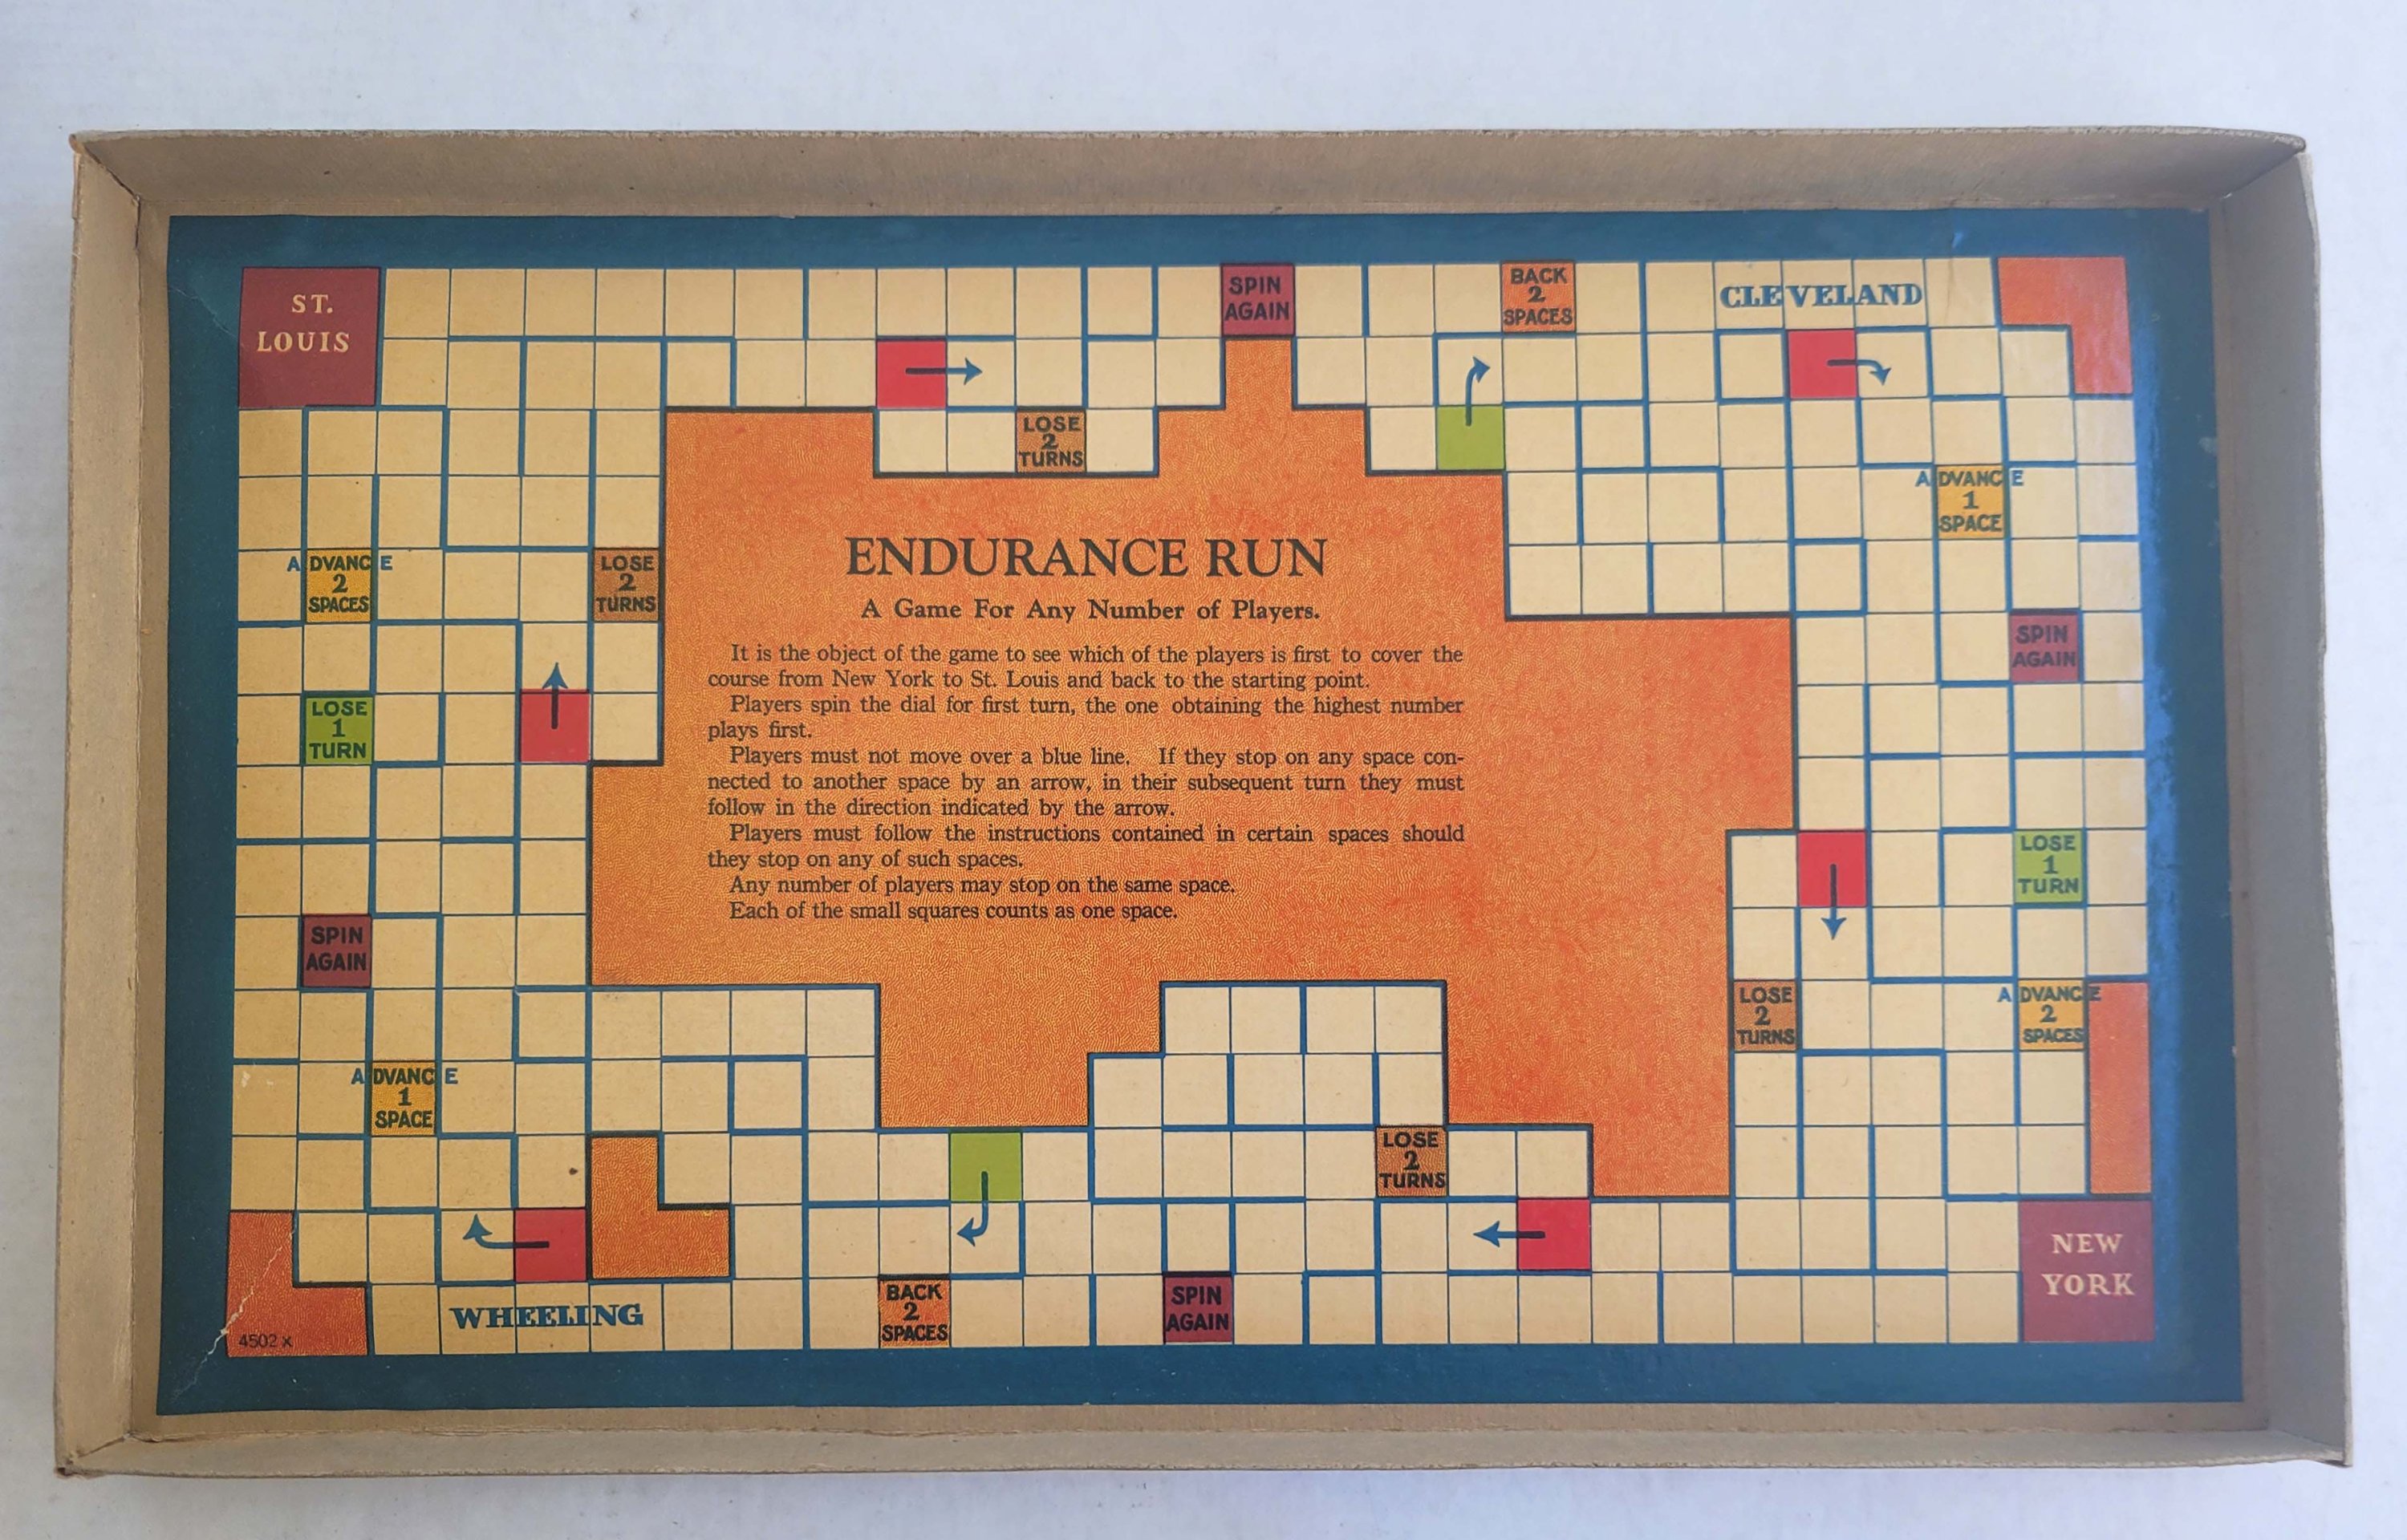 ST.
LOUIS
SPIN
AGAIN
BACK
2
SPACES
CLEVELAND
LOSE
2
TURNS
ADVANCE
1
SPACE
ADVANCE
2
SPACES
LOSE
2
TURNS
ENDURANCE RUN
A Game For Any Number of Players.
It is the object of the game to see which of the players is first to cover the
course from New York to St. Louis and back to the starting point.
Players spin the dial for first turn, the one obtaining the highest number
plays first.
Players must not move over a blue line. If they stop on any space con-
nected to another space by an arrow, in their subsequent turn they must
follow in the direction indicated by the arrow.
Players must follow the instructions contained in certain spaces should
they stop on any of such spaces.
Any number of players may stop on the same space.
Each of the small squares counts as one space.
SPIN
AGAIN
LOSE
1
TURN
LOSE
1
TURN
SPIN
AGAIN
LOSE
2
TURNS
ADVANCE
2
SPACES
ADVANCE
1
SPACE
LOSE
2
TURNS
NEW
YORK
WHEELING
BACK
2
SPACES
SPIN
AGAIN
4502 X